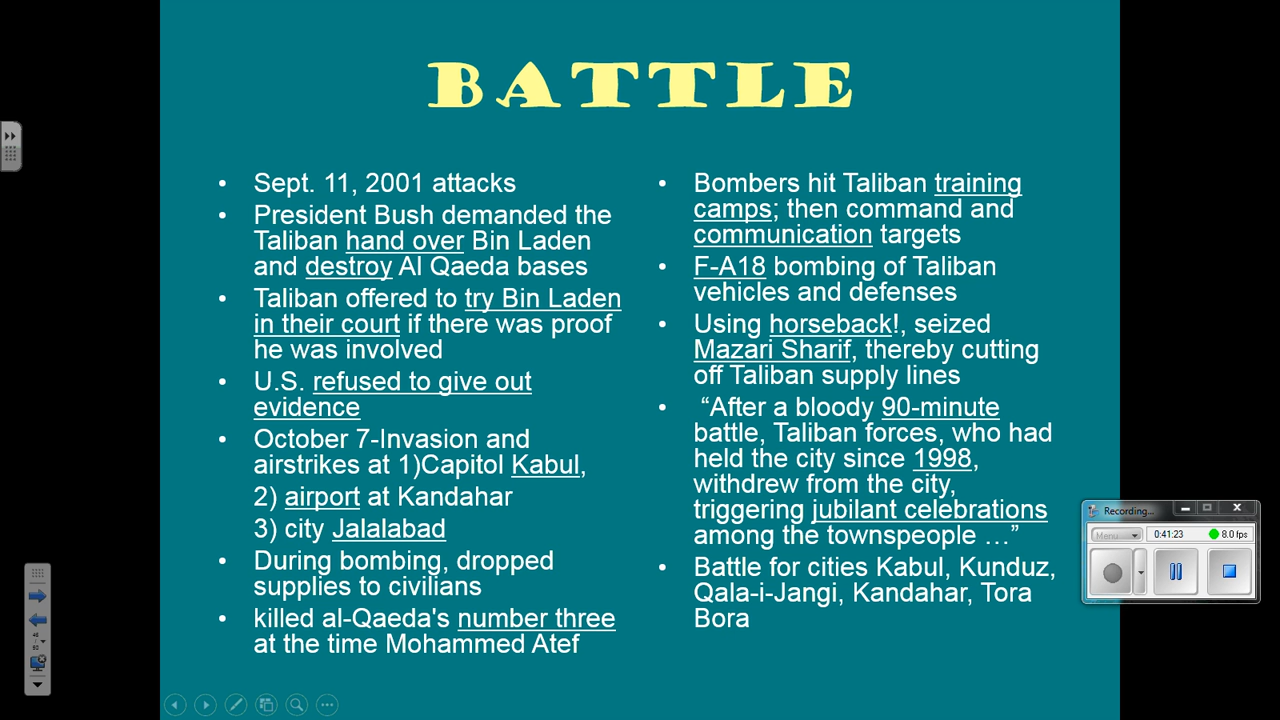 BATTLE
• Sept. 11, 2001 attacks
• President Bush demanded the
Taliban hand over Bin Laden
and destroy Al Qaeda bases
• Taliban offered to try Bin Laden
in their court if there was proof
he was involved
• U.S. refused to give out
evidence
• October 7-Invasion and
airstrikes at 1)Capitol Kabul,
2) airport at Kandahar
3) city Jalalabad
• During bombing, dropped
supplies to civilians
• killed al-Qaeda's number three
at the time Mohammed Atef
• Bombers hit Taliban training
camps; then command and
communication targets
• F-A18 bombing of Taliban
vehicles and defenses
• Using horseback!, seized
Mazari Sharif, thereby cutting
off Taliban supply lines
• “After a bloody 90-minute
battle, Taliban forces, who had
held the city since 1998,
withdrew from the city,
triggering jubilant celebrations
among the townspeople …”
• Battle for cities Kabul, Kunduz,
Qala-i-Jangi, Kandahar, Tora
Bora
Recording...
Menu
0:41:23
8.0 fps